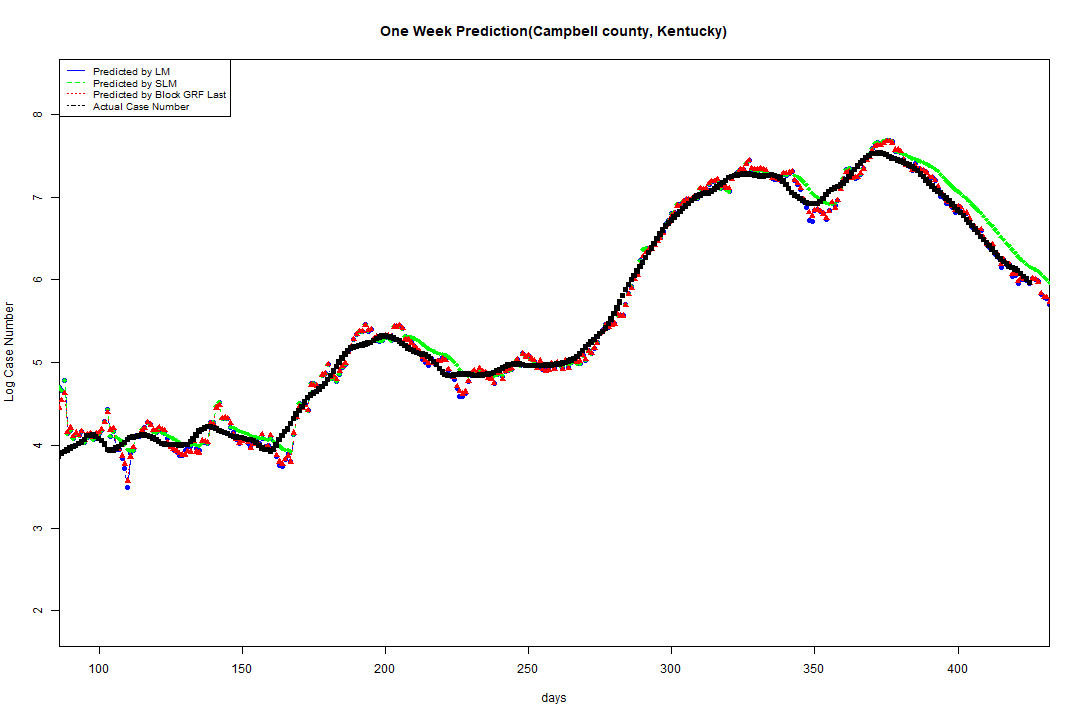 One Week Prediction(Campbell county, Kentucky)
Predicted by LM
Predicted by SLM
Predicted by Block GRF Last
Actual Case Number
8
7
6
5
4
3
2
Log Case Number
100 150 200 250 300 350 400
days